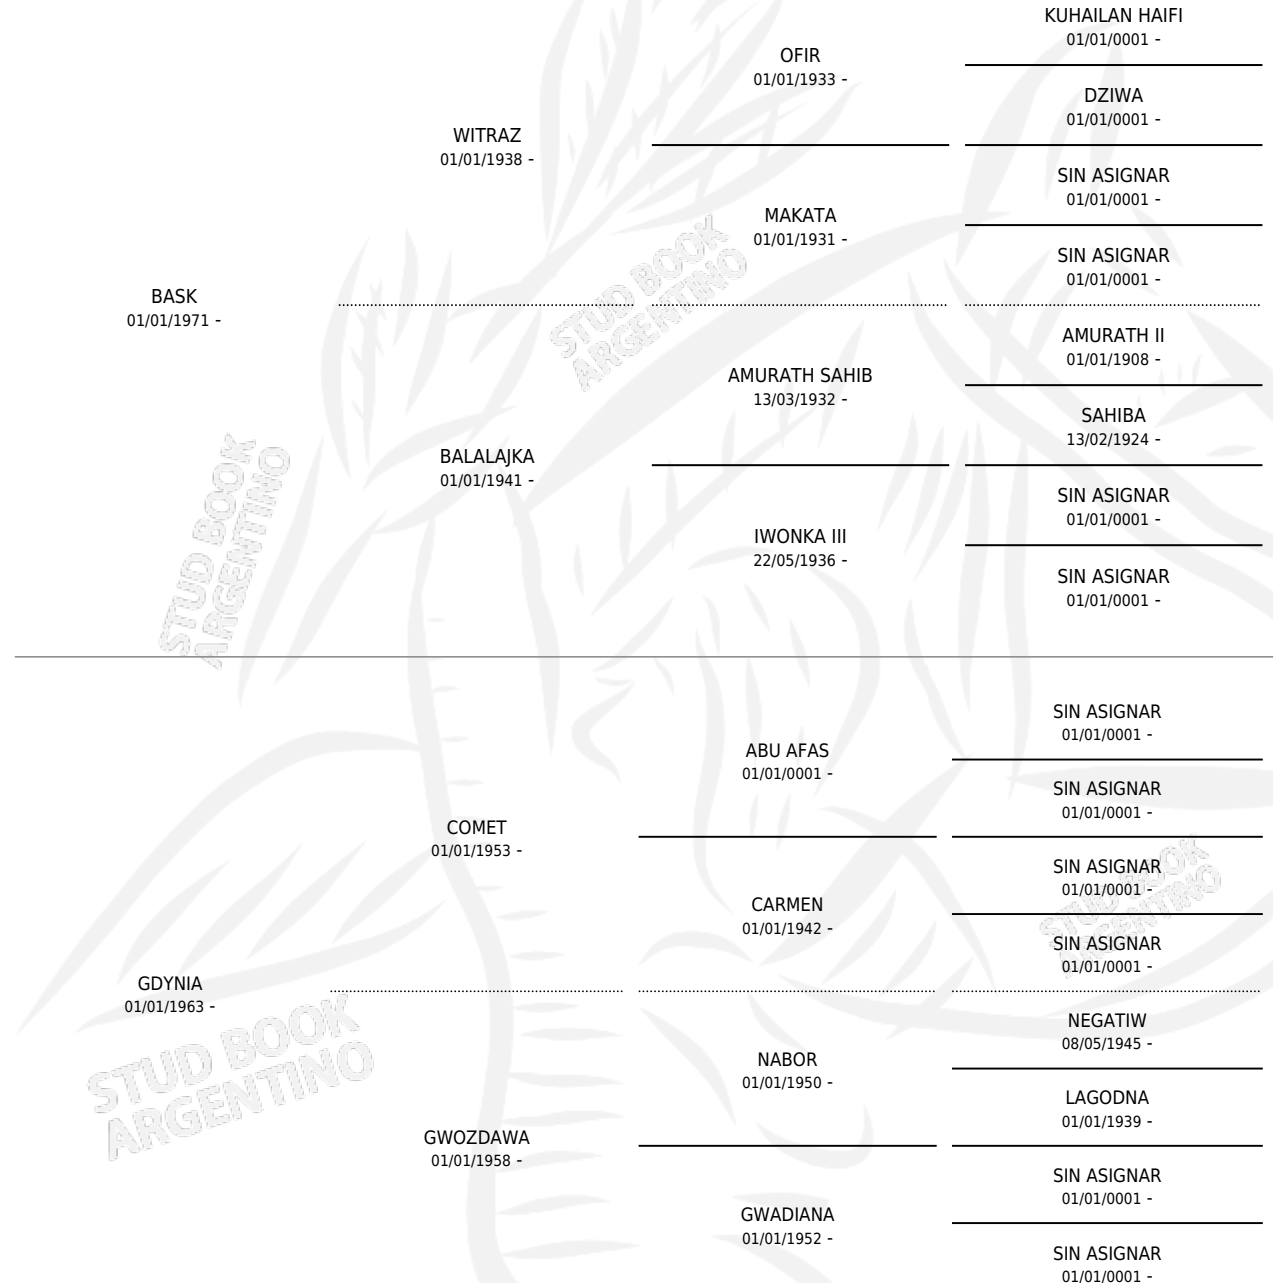 KUHAILAN HAIFI
01/01/0001 -
OFIR
01/01/1933 -
DZIWA
01/01/0001 -
WITRAZ
01/01/1938 -
SIN ASIGNAR
01/01/0001 -
MAKATA
01/01/1931 -
SIN ASIGNAR
01/01/0001 -
STUD BOOK
ARGENTINO
BASK
01/01/1971 -
AMURATH II
01/01/1908 -
AMURATH SAHIB
13/03/1932 -
SAHIBA
13/02/1924 -
BALALAJKA
01/01/1941 -
SIN ASIGNAR
01/01/0001 -
IWONKA III
22/05/1936 -
SIN ASIGNAR
01/01/0001 -
STUD BOOK
ARGENTINO
SIN ASIGNAR
01/01/0001 -
ABU AFAS
01/01/0001 -
SIN ASIGNAR
01/01/0001 -
COMET
01/01/1953 -
SIN ASIGNAR
01/01/0001 -
CARMEN
01/01/1942 -
SIN ASIGNAR
01/01/0001 -
STUD BOOK
ARGENTINO
GDYNIA
01/01/1963 -
NEGATIW
08/05/1945 -
NABOR
01/01/1950 -
LAGODNA
01/01/1939 -
STUD BOOK
ARGENTINO
GWOZDAWA
01/01/1958 -
SIN ASIGNAR
01/01/0001 -
GWADIANA
01/01/1952 -
SIN ASIGNAR
01/01/0001 -